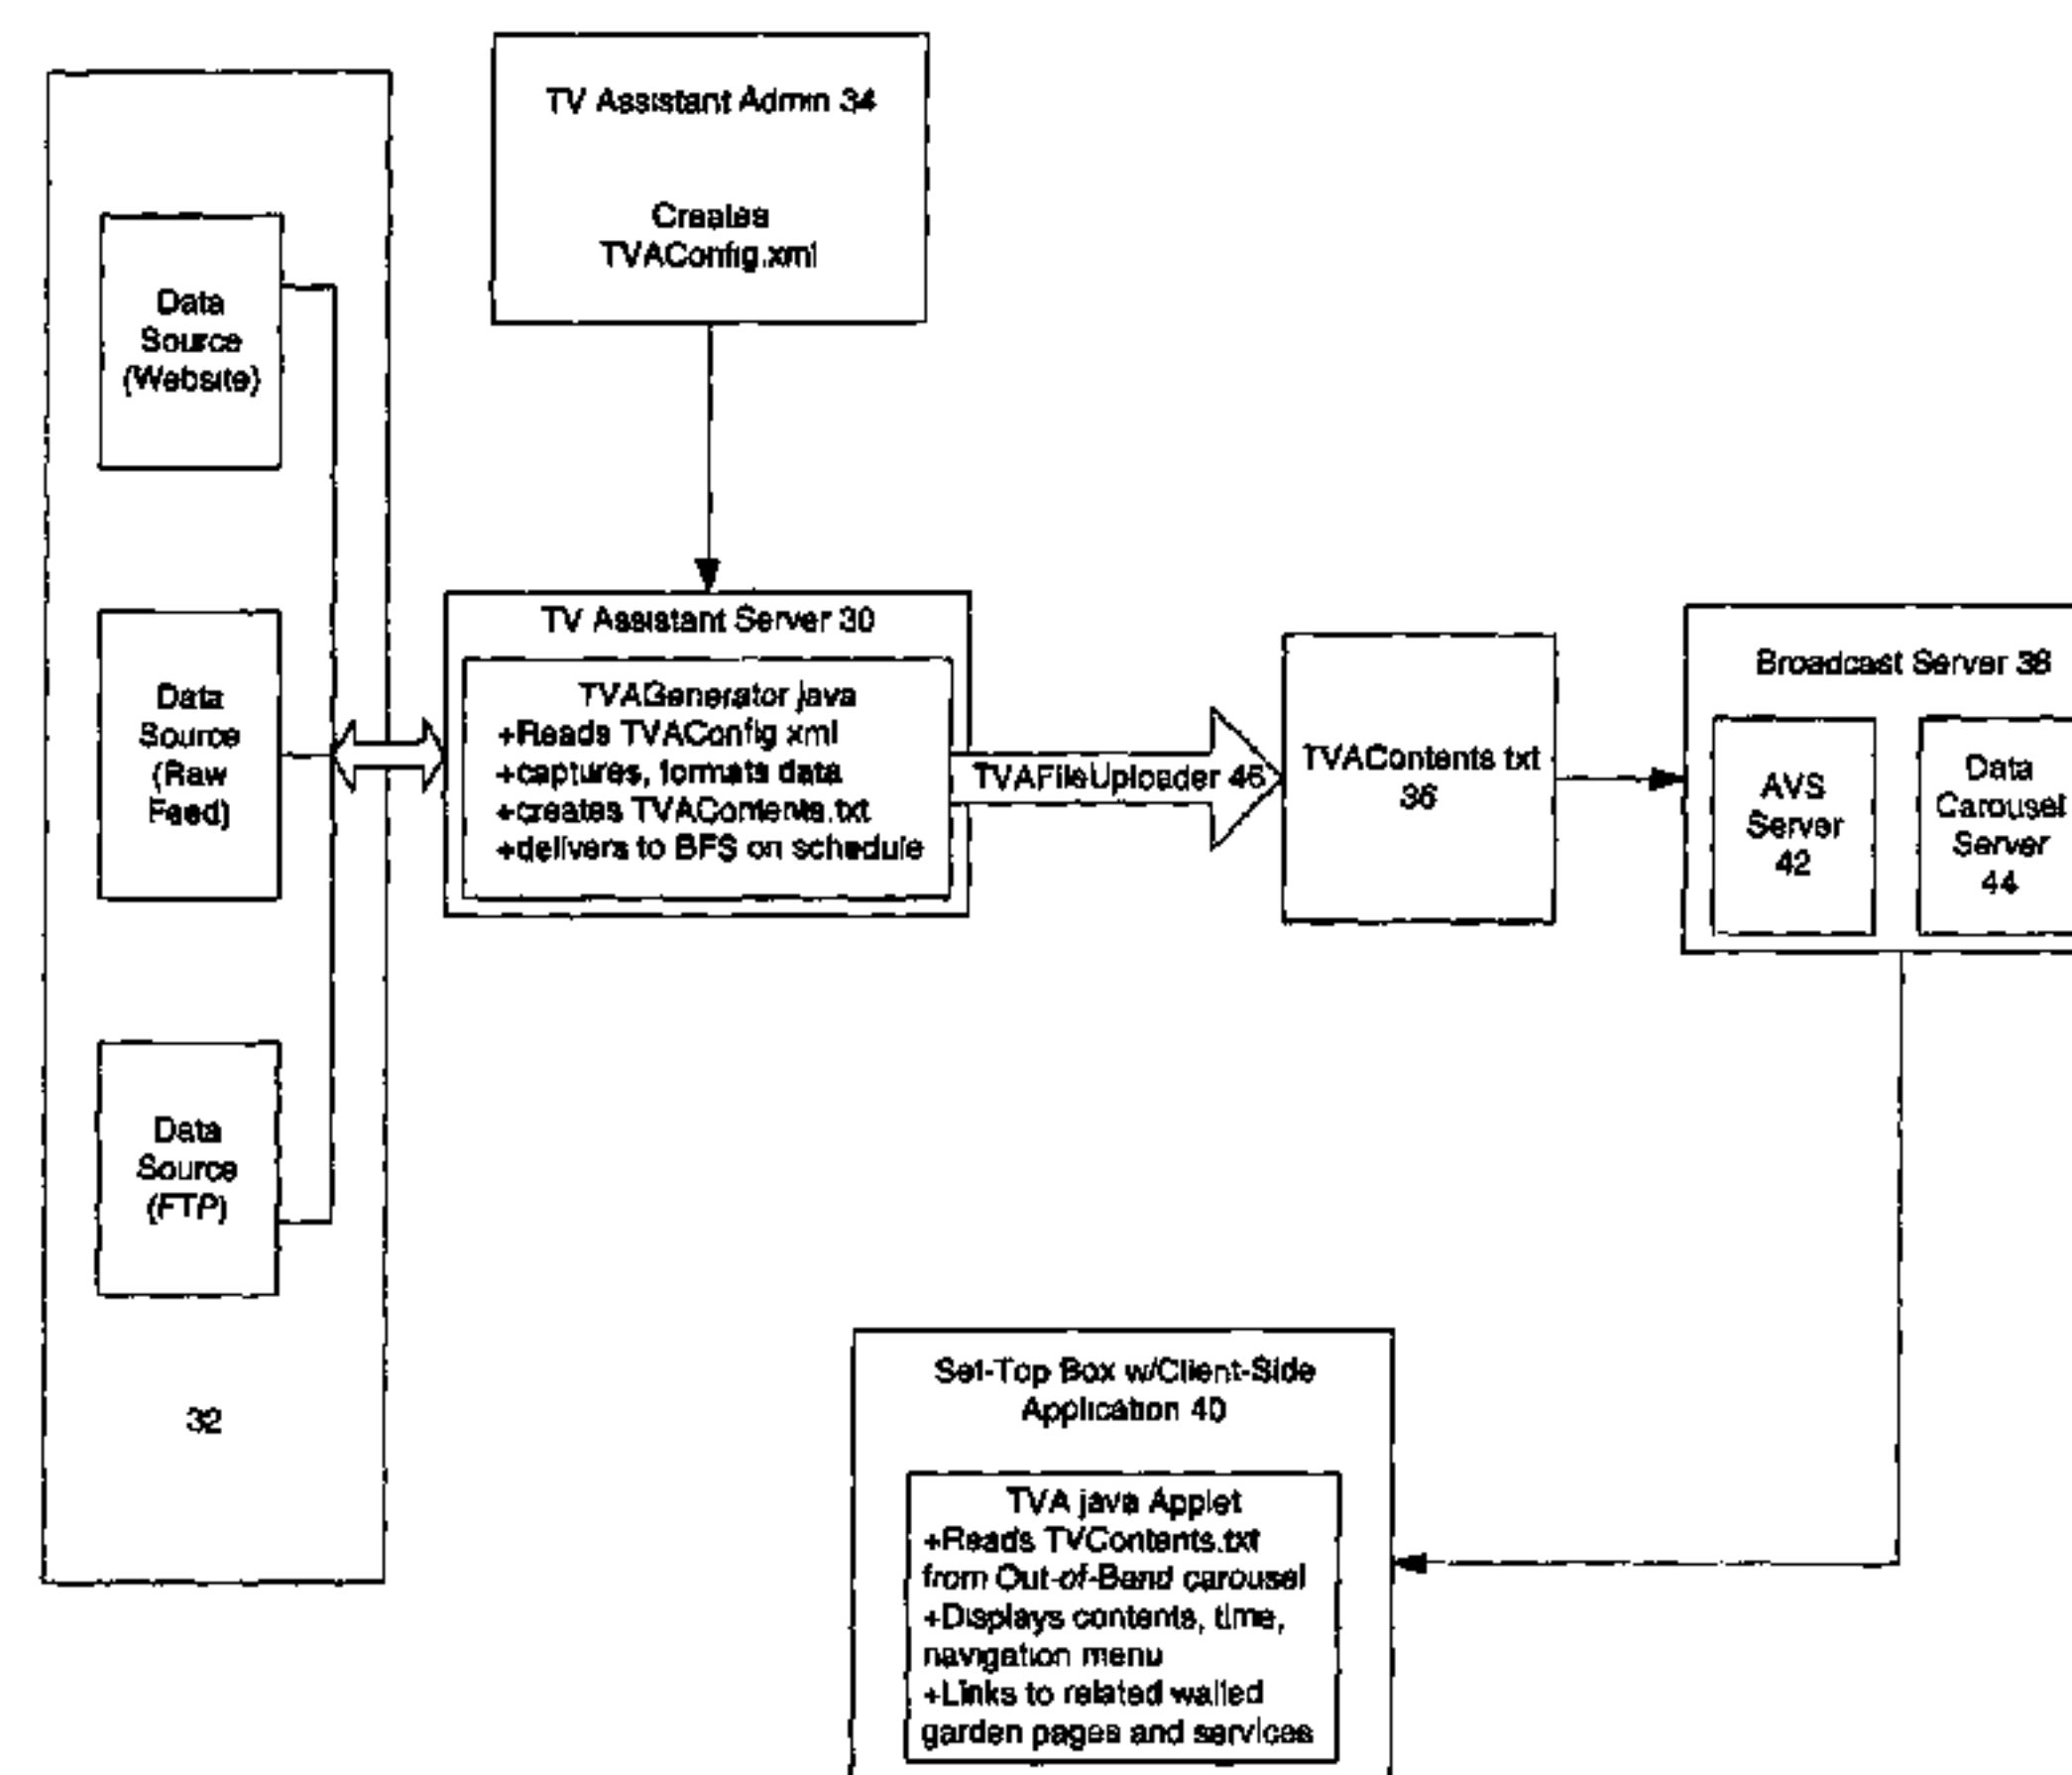 TV Assistant Admin 34
Creates
TVAConfig.xml
Data
Source
(Website)
Data
Source
(Raw
Feed)
Data
Source
(FTP)
32
TV Assistant Server 30
TVAGenerator java
+Reads TVAConfig xml
+captures, formats data
+creates TVAContents.txt
+delivers to BFS on schedule
TVAFileUploader 46
TVAContents txt
36
Broadcast Server 38
AVS
Server
42
Data
Carousel
Server
44
Set-Top Box w/Client-Side
Application 40
TVA java Applet
+Reads TVContents.txt
from Out-of-Band carousel
+Displays contents, time,
navigation menu
+Links to related walled
garden pages and services